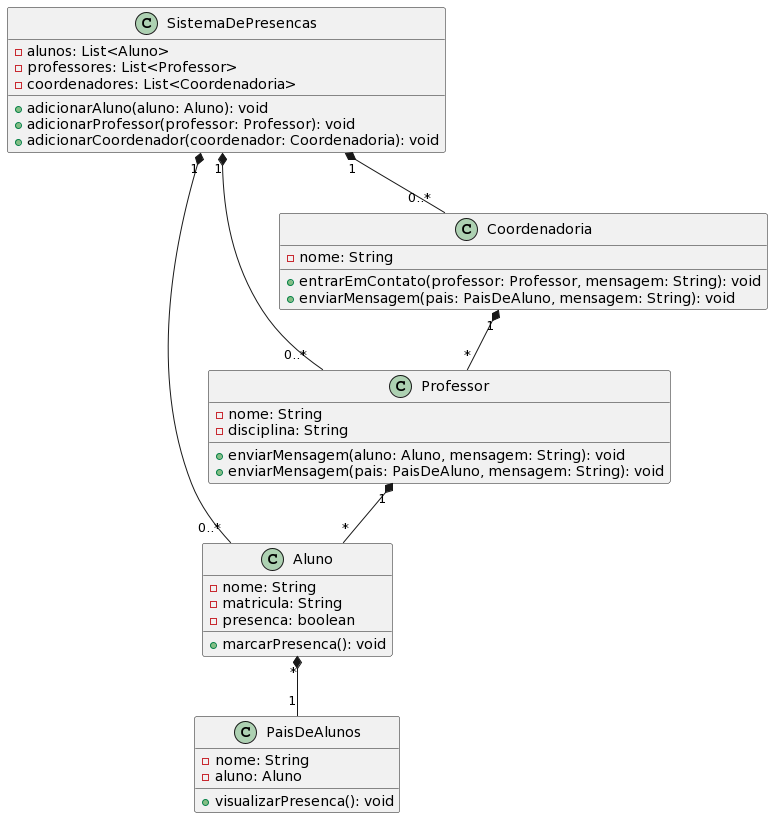 C SistemaDePresencas
alunos: List<Aluno>
professores: List<Professor>
coordenadores: List<Coordenadoria>
adicionarAluno(aluno: Aluno): void
adicionarProfessor(professor: Professor): void
adicionarCoordenador(coordenador: Coordenadoria): void
1 1 1
0..*
C Coordenadoria
nome: String
entrarEmContato(professor: Professor, mensagem: String): void
enviarMensagem(pais: PaisDeAluno, mensagem: String): void
1
0..* *
C Professor
nome: String
disciplina: String
enviarMensagem(aluno: Aluno, mensagem: String): void
enviarMensagem(pais: PaisDeAluno, mensagem: String): void
1
0..* *
C Aluno
nome: String
matricula: String
presenca: boolean
marcarPresenca(): void
*
1
C PaisDeAlunos
nome: String
aluno: Aluno
visualizarPresenca(): void